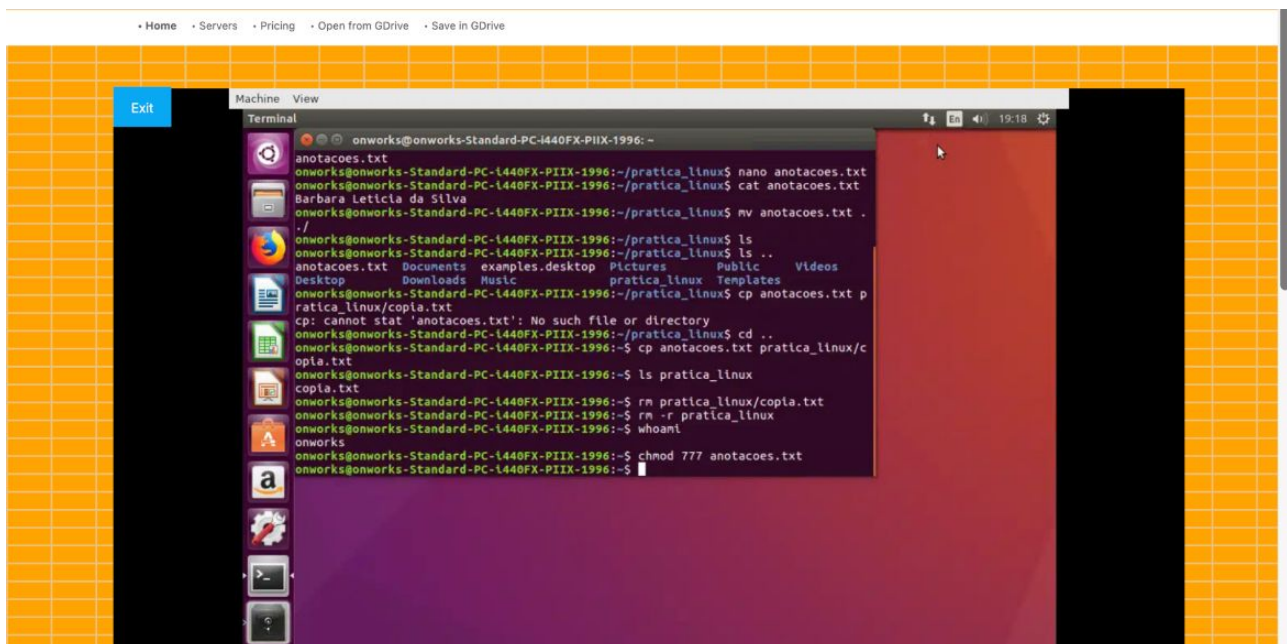 • Home • Servers • Pricing • Open from GDrive • Save in GDrive
Exit
Machine View
Terminal
En 19:18
onworks@onworks-Standard-PC-i440FX-PIIX-1996: ~
anotacoes.txt
onworks@onworks-Standard-PC-i440FX-PIIX-1996:~/pratica_linux$ nano anotacoes.txt
onworks@onworks-Standard-PC-i440FX-PIIX-1996:~/pratica_linux$ cat anotacoes.txt
Barbara Leticia da Silva
onworks@onworks-Standard-PC-i440FX-PIIX-1996:~/pratica_linux$ mv anotacoes.txt .
./
onworks@onworks-Standard-PC-i440FX-PIIX-1996:~/pratica_linux$ ls
onworks@onworks-Standard-PC-i440FX-PIIX-1996:~/pratica_linux$ ls ..
anotacoes.txt Documents examples.desktop Pictures Public Videos
Desktop Downloads Music pratica_linux Templates
onworks@onworks-Standard-PC-i440FX-PIIX-1996:~/pratica_linux$ cp anotacoes.txt p
ratica_linux/copia.txt
cp: cannot stat 'anotacoes.txt': No such file or directory
onworks@onworks-Standard-PC-i440FX-PIIX-1996:~/pratica_linux$ cd ..
onworks@onworks-Standard-PC-i440FX-PIIX-1996:~$ cp anotacoes.txt pratica_linux/c
opia.txt
onworks@onworks-Standard-PC-i440FX-PIIX-1996:~$ ls pratica_linux
copia.txt
onworks@onworks-Standard-PC-i440FX-PIIX-1996:~$ rm pratica_linux/copia.txt
onworks@onworks-Standard-PC-i440FX-PIIX-1996:~$ rm -r pratica_linux
onworks@onworks-Standard-PC-i440FX-PIIX-1996:~$ whoami
onworks
onworks@onworks-Standard-PC-i440FX-PIIX-1996:~$ chmod 777 anotacoes.txt
onworks@onworks-Standard-PC-i440FX-PIIX-1996:~$